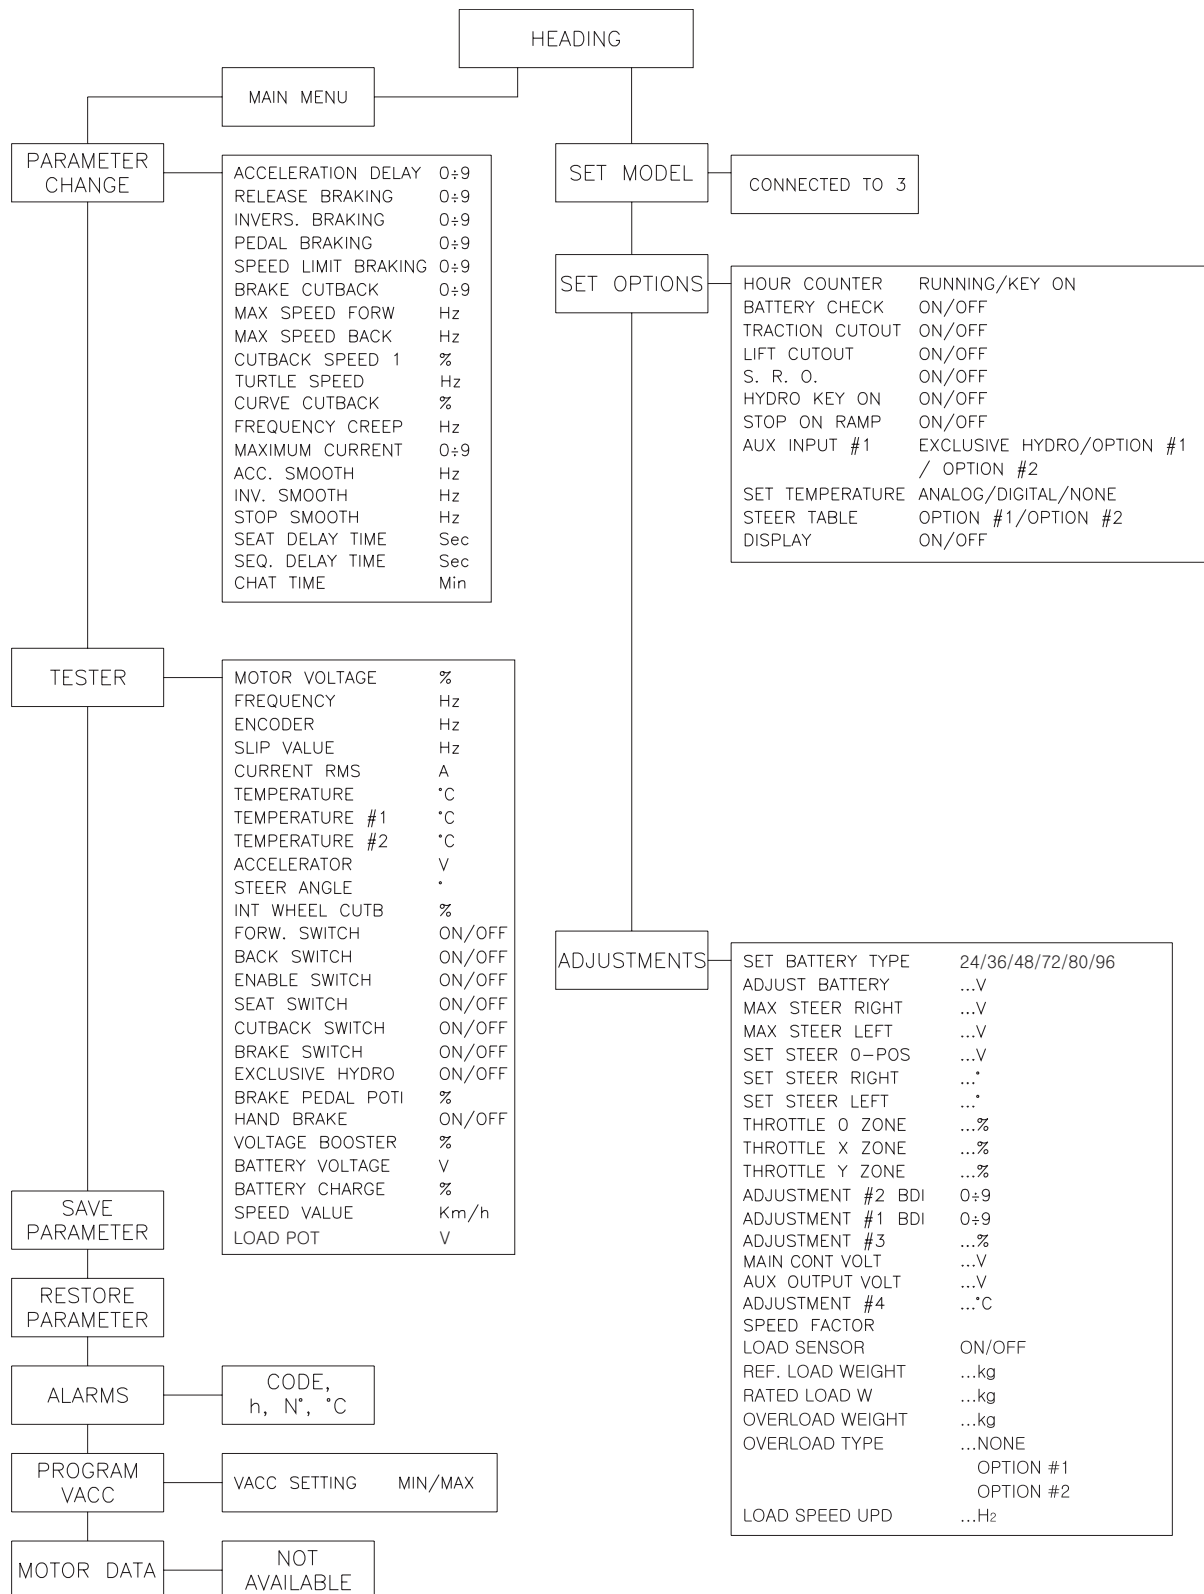 HEADING
MAIN MENU
PARAMETER
CHANGE
ACCELERATION DELAY 0÷9
RELEASE BRAKING 0÷9
INVERS. BRAKING 0÷9
PEDAL BRAKING 0÷9
SPEED LIMIT BRAKING 0÷9
BRAKE CUTBACK 0÷9
MAX SPEED FORW Hz
MAX SPEED BACK Hz
CUTBACK SPEED 1 %
TURTLE SPEED Hz
CURVE CUTBACK %
FREQUENCY CREEP Hz
MAXIMUM CURRENT 0÷9
ACC. SMOOTH Hz
INV. SMOOTH Hz
STOP SMOOTH Hz
SEAT DELAY TIME Sec
SEQ. DELAY TIME Sec
CHAT TIME Min
TESTER
MOTOR VOLTAGE %
FREQUENCY Hz
ENCODER Hz
SLIP VALUE Hz
CURRENT RMS A
TEMPERATURE °C
TEMPERATURE #1 °C
TEMPERATURE #2 °C
ACCELERATOR V
STEER ANGLE °
INT WHEEL CUTB %
FORW. SWITCH ON/OFF
BACK SWITCH ON/OFF
ENABLE SWITCH ON/OFF
SEAT SWITCH ON/OFF
CUTBACK SWITCH ON/OFF
BRAKE SWITCH ON/OFF
EXCLUSIVE HYDRO ON/OFF
BRAKE PEDAL POTI %
HAND BRAKE ON/OFF
VOLTAGE BOOSTER %
BATTERY VOLTAGE V
BATTERY CHARGE %
SPEED VALUE Km/h
LOAD POT V
SAVE
PARAMETER
RESTORE
PARAMETER
ALARMS
CODE,
h, N°, °C
PROGRAM
VACC
VACC SETTING MIN/MAX
MOTOR DATA
NOT
AVAILABLE
SET MODEL
CONNECTED TO 3
SET OPTIONS
HOUR COUNTER RUNNING/KEY ON
BATTERY CHECK ON/OFF
TRACTION CUTOUT ON/OFF
LIFT CUTOUT ON/OFF
S. R. O. ON/OFF
HYDRO KEY ON ON/OFF
STOP ON RAMP ON/OFF
AUX INPUT #1 EXCLUSIVE HYDRO/OPTION #1
/ OPTION #2
SET TEMPERATURE ANALOG/DIGITAL/NONE
STEER TABLE OPTION #1/OPTION #2
DISPLAY ON/OFF
ADJUSTMENTS
SET BATTERY TYPE 24/36/48/72/80/96
ADJUST BATTERY ...V
MAX STEER RIGHT ...V
MAX STEER LEFT ...V
SET STEER 0-POS ...V
SET STEER RIGHT ...°
SET STEER LEFT ...°
THROTTLE 0 ZONE ...%
THROTTLE X ZONE ...%
THROTTLE Y ZONE ...%
ADJUSTMENT #2 BDI 0÷9
ADJUSTMENT #1 BDI 0÷9
ADJUSTMENT #3 ...%
MAIN CONT VOLT ...V
AUX OUTPUT VOLT ...V
ADJUSTMENT #4 ...°C
SPEED FACTOR
LOAD SENSOR ON/OFF
REF. LOAD WEIGHT ...kg
RATED LOAD W ...kg
OVERLOAD WEIGHT ...kg
OVERLOAD TYPE ...NONE
OPTION #1
OPTION #2
LOAD SPEED UPD ...H2